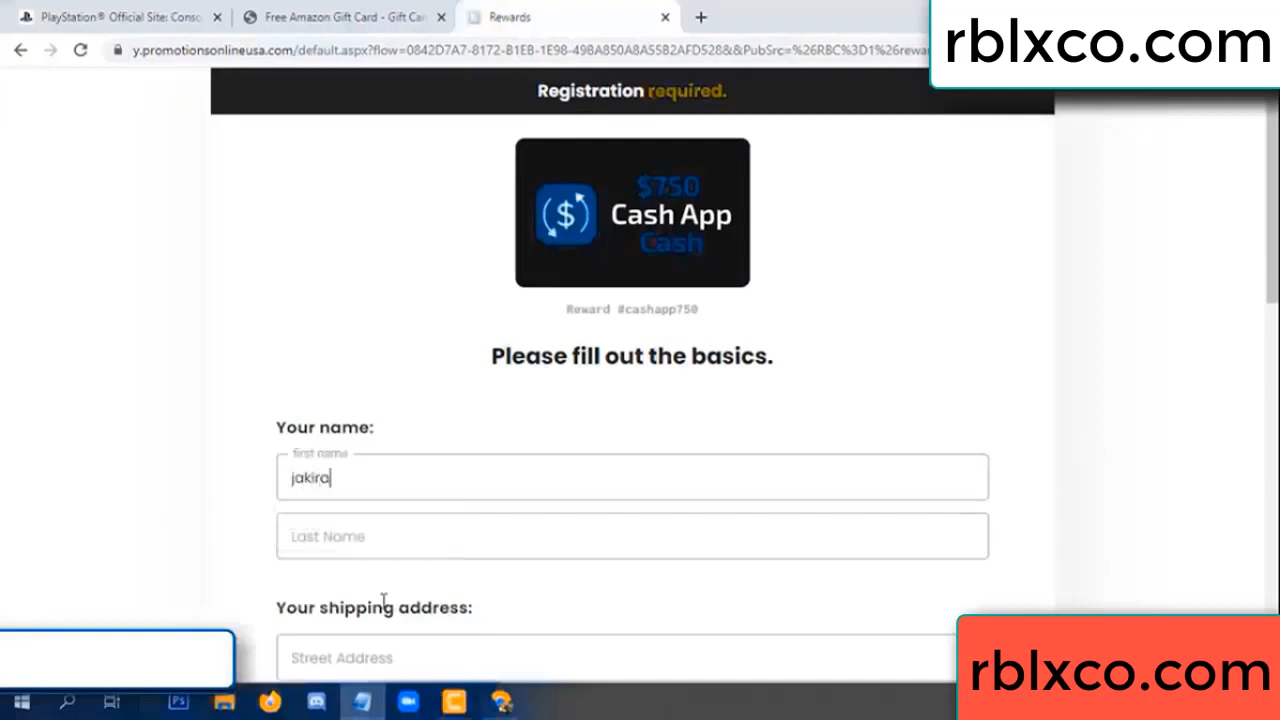 PlayStation® Official Site: Conso
Free Amazon Gift Card - Gift Car
Rewards
y.promotionsonlineusa.com/default.aspx?flow=0842D7A7-8172-B1EB-1E98-498A850A8A55B2AFD528&&PubSrc=%26RBC%3D1%26rewar
rblxco.com
Registration required.
$750
Cash App
Cash
Reward #cashapp750
Please fill out the basics.
Your name:
first name
jakira
Last Name
Your shipping address:
Street Address
rblxco.com
Ps